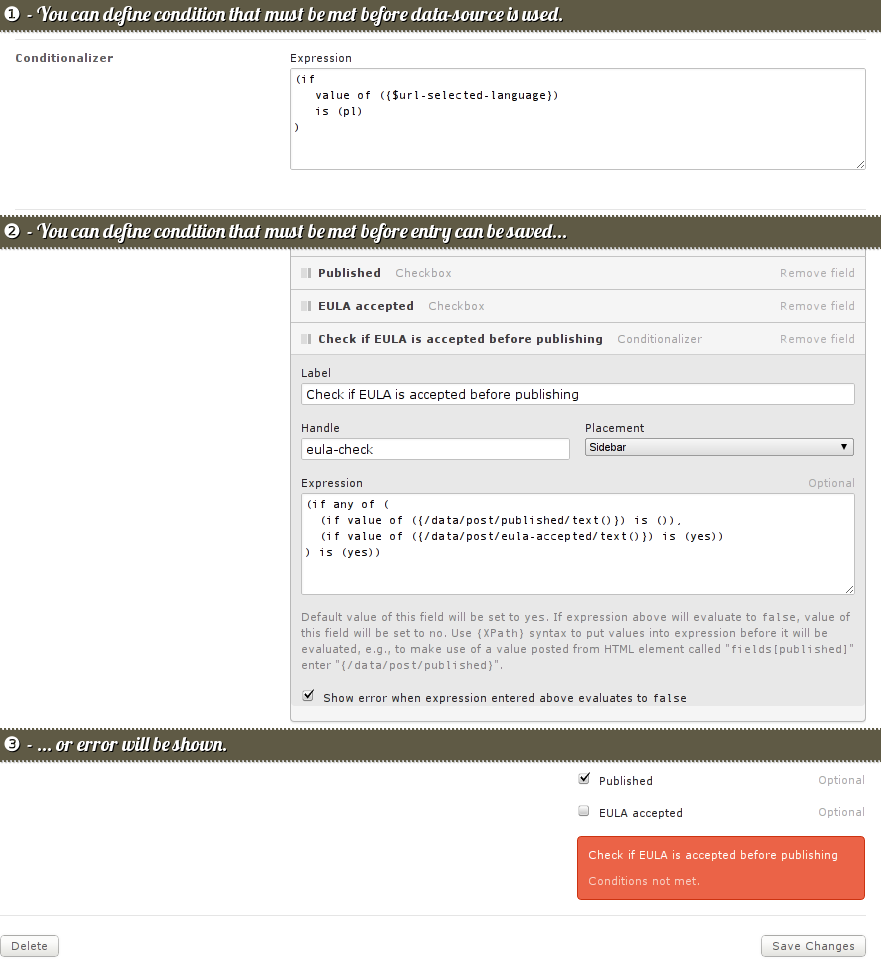 ❶ - You can define condition that must be met before data-source is used.
Conditionalizer
Expression
(if
value of ({$url-selected-language})
is (pl)
)
❷ - You can define condition that must be met before entry can be saved...
Published Checkbox Remove field
EULA accepted Checkbox Remove field
Check if EULA is accepted before publishing Conditionalizer Remove field
Label
Check if EULA is accepted before publishing
Handle Placement
eula-check Sidebar
Expression Optional
(if any of (
(if value of ({/data/post/published/text()}) is ()),
(if value of ({/data/post/eula-accepted/text()}) is (yes))
) is (yes))
Default value of this field will be set to yes. If expression above will evaluate to false, value of
this field will be set to no. Use {XPath} syntax to put values into expression before it will be
evaluated, e.g., to make use of a value posted from HTML element called "fields[published]"
enter "{/data/post/published}".
Show error when expression entered above evaluates to false
❸ - ... or error will be shown.
Published Optional
EULA accepted Optional
Check if EULA is accepted before publishing
Conditions not met.
Delete Save Changes